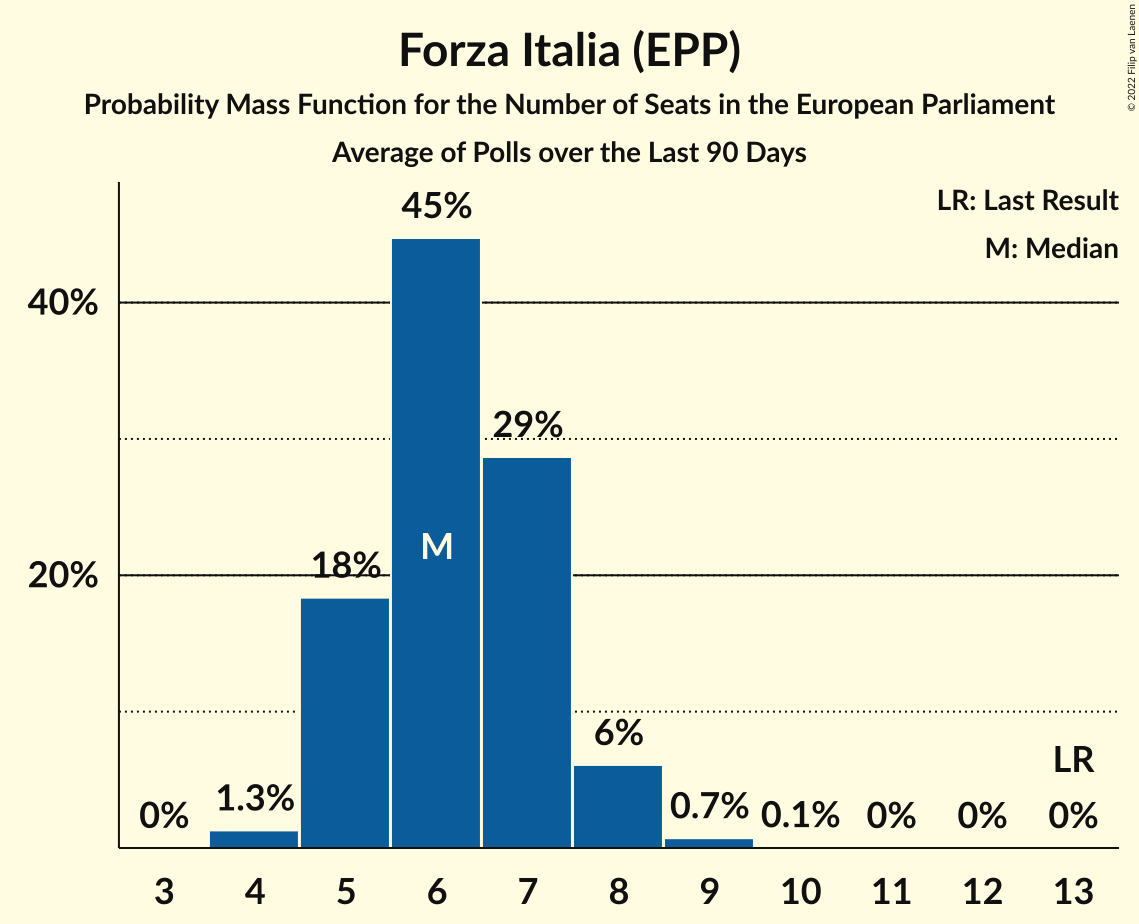 Forza Italia (EPP)
Probability Mass Function for the Number of Seats in the European Parliament
Average of Polls over the Last 90 Days
© 2022 Filip van Laenen
LR: Last Result
M: Median
45%
40%
29%
M
18%
20%
6%
LR
0%
1.3%
0.7%
0.1%
0%
0%
0%
3 4 5 6 7 8 9 10 11 12 13